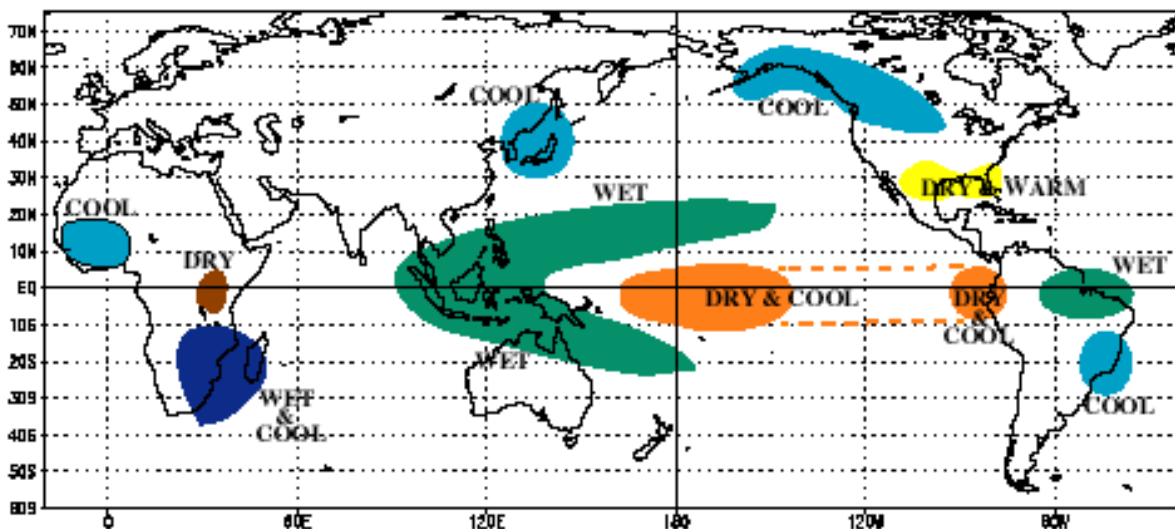 70N
60N
50N
40N
30N
20N
10N
EQ
10S
20S
30S
40S
50S
60S
COOL
COOL
COOL
WET
DRY & WARM
COOL
DRY
WET
DRY & COOL
DRY
&
COOL
WET
WET
&
COOL
COOL
0
60E
120E
180
120W
60W